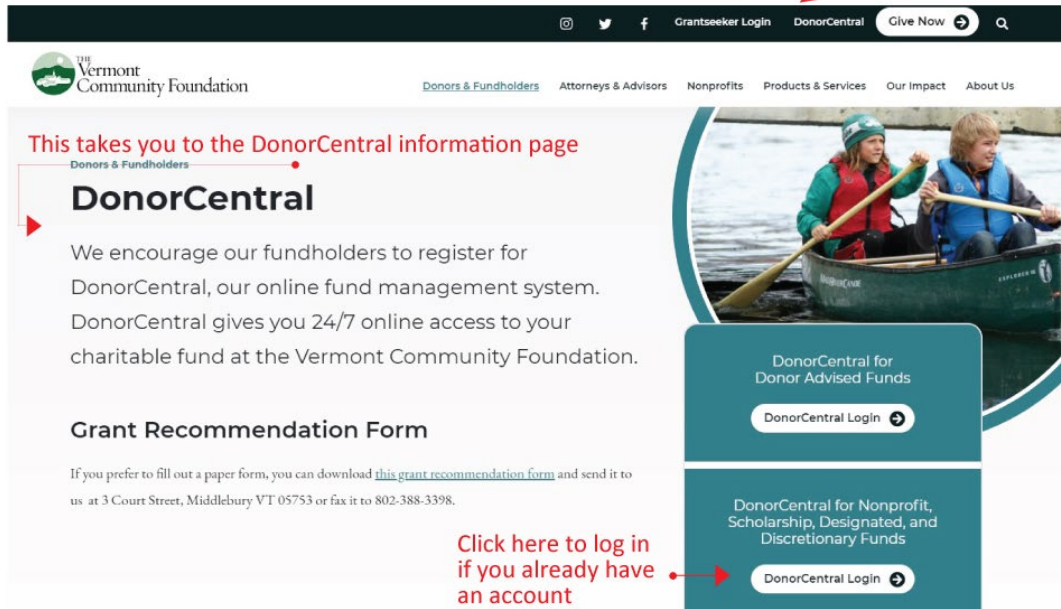 Grantseeker Login DonorCentral Give Now
THE
Vermont
Community Foundation
Donors & Fundholders Attorneys & Advisors Nonprofits Products & Services Our Impact About Us
This takes you to the DonorCentral information page
Donors & Fundholders
DonorCentral
We encourage our fundholders to register for
DonorCentral, our online fund management system.
DonorCentral gives you 24/7 online access to your
charitable fund at the Vermont Community Foundation.
Grant Recommendation Form
If you prefer to fill out a paper form, you can download this grant recommendation form and send it to
us at 3 Court Street, Middlebury VT 05753 or fax it to 802-388-3398.
EXPLORER 16
DonorCentral for
Donor Advised Funds
DonorCentral Login
DonorCentral for Nonprofit,
Scholarship, Designated, and
Discretionary Funds
DonorCentral Login
Click here to log in
if you already have
an account